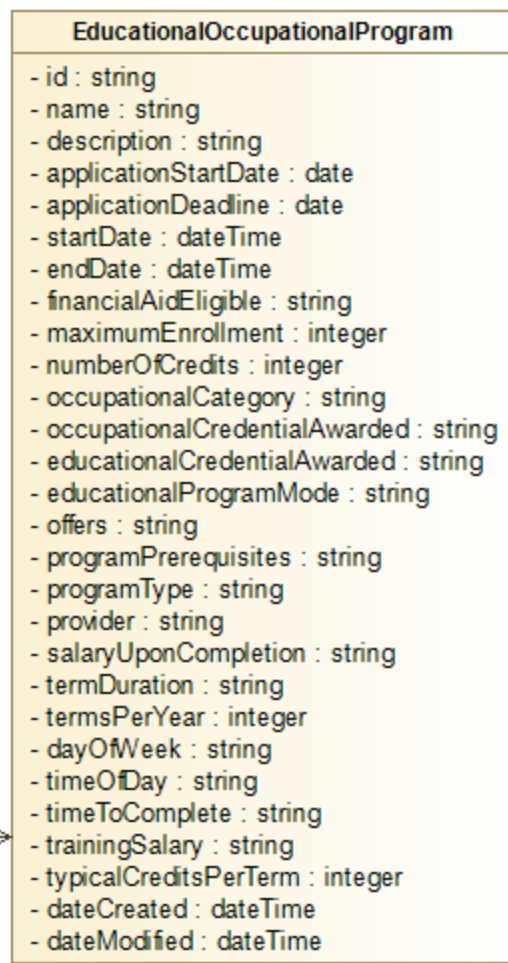 EducationalOccupationalProgram
- id : string
- name : string
- description : string
- applicationStartDate : date
- applicationDeadline : date
- startDate : dateTime
- endDate : dateTime
- financialAidEligible : string
- maximumEnrollment : integer
- numberOfCredits : integer
- occupationalCategory : string
- occupationalCredentialAwarded : string
- educationalCredentialAwarded : string
- educationalProgramMode : string
- offers : string
- programPrerequisites : string
- programType : string
- provider : string
- salaryUponCompletion : string
- termDuration : string
- termsPerYear : integer
- dayOfWeek : string
- timeOfDay : string
- timeToComplete : string
- trainingSalary : string
- typicalCreditsPerTerm : integer
- dateCreated : dateTime
- dateModified : dateTime